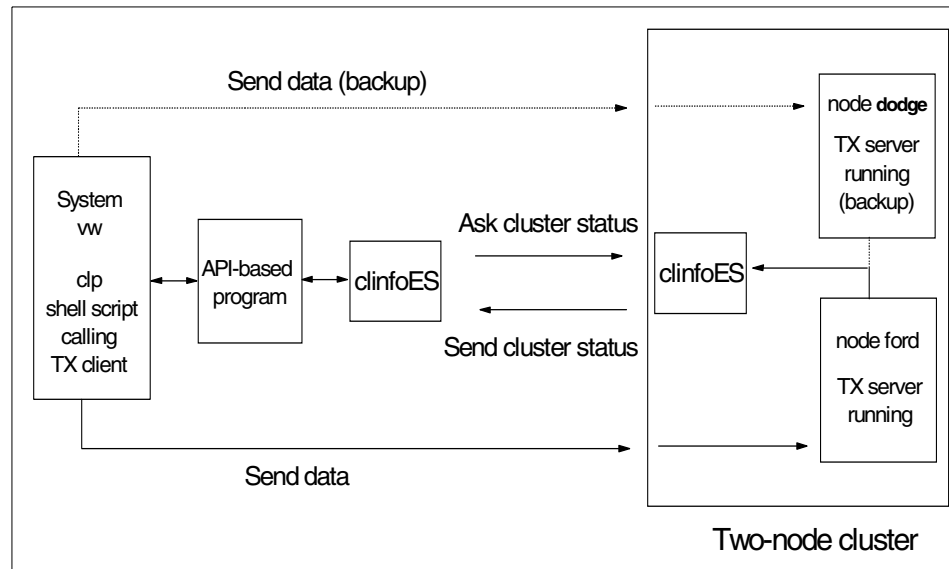 Send data (backup)
node dodge
TX server
running
(backup)
System
vw
clp
shell script
calling
TX client
API-based
program
clinfoES
Ask cluster status
Send cluster status
clinfoES
node ford
TX server
running
Send data
Two-node cluster